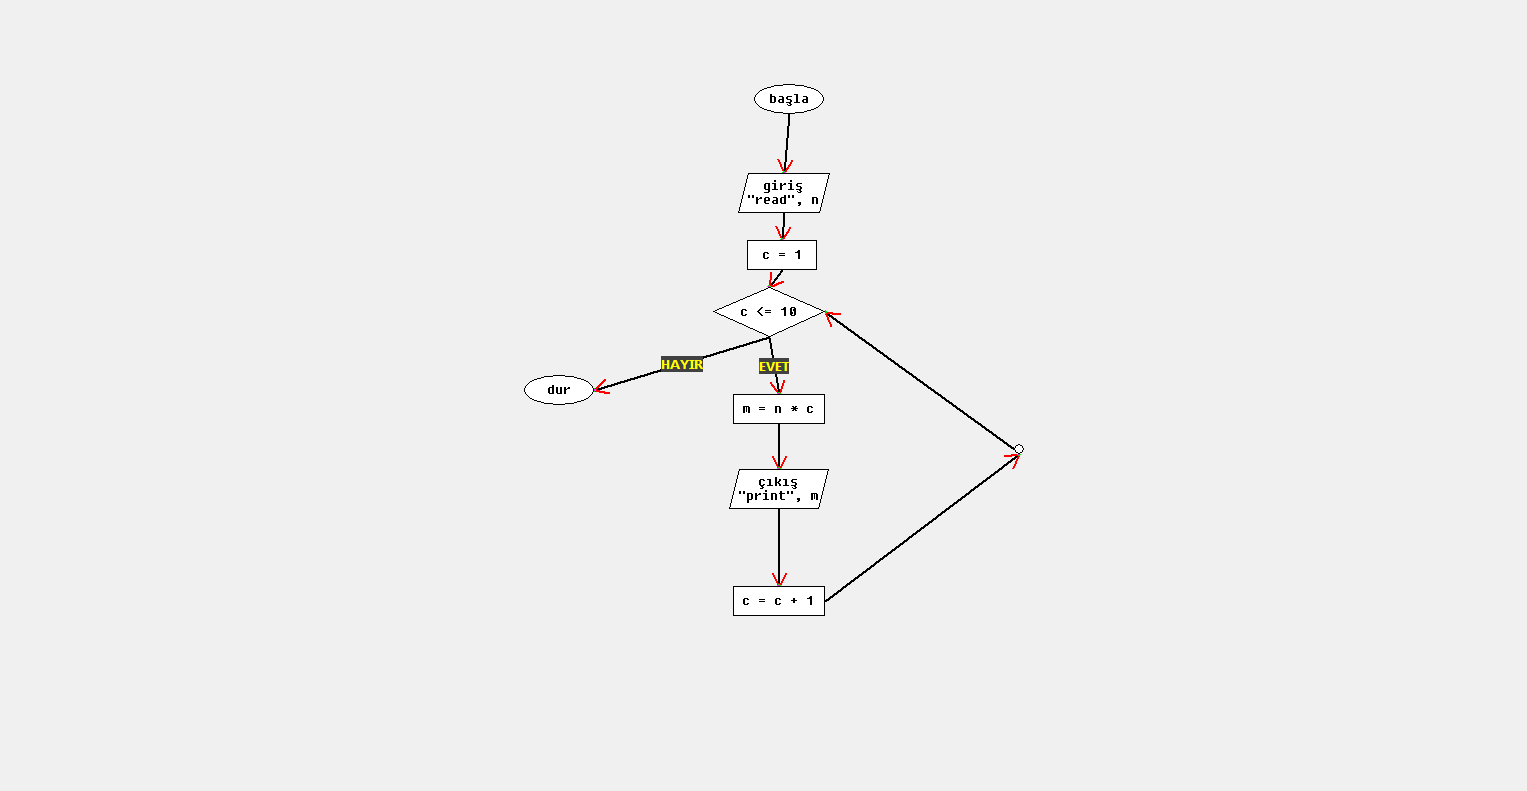 başla
giriş
"read", n
c = 1
c <= 10
HAYIR
EVET
dur
m = n * c
çıkış
"print", m
c = c + 1